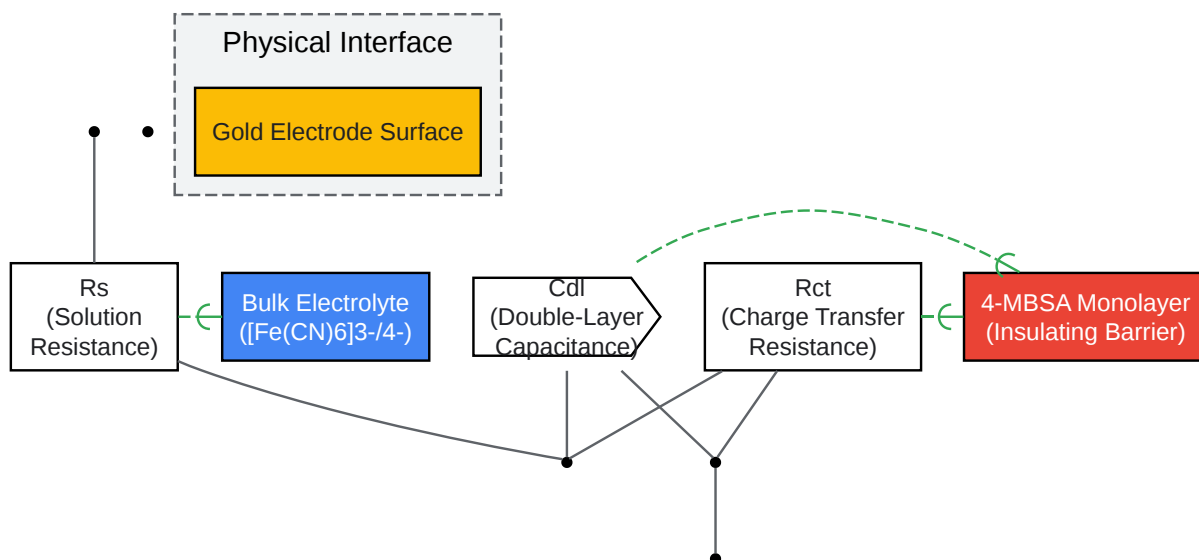 Physical Interface
Gold Electrode Surface
Rs
(Solution
Resistance)
Bulk Electrolyte
([Fe(CN)6]3-/4-)
Cdl
(Double-Layer
Capacitance)
Rct
(Charge Transfer
Resistance)
4-MBSA Monolayer
(Insulating Barrier)